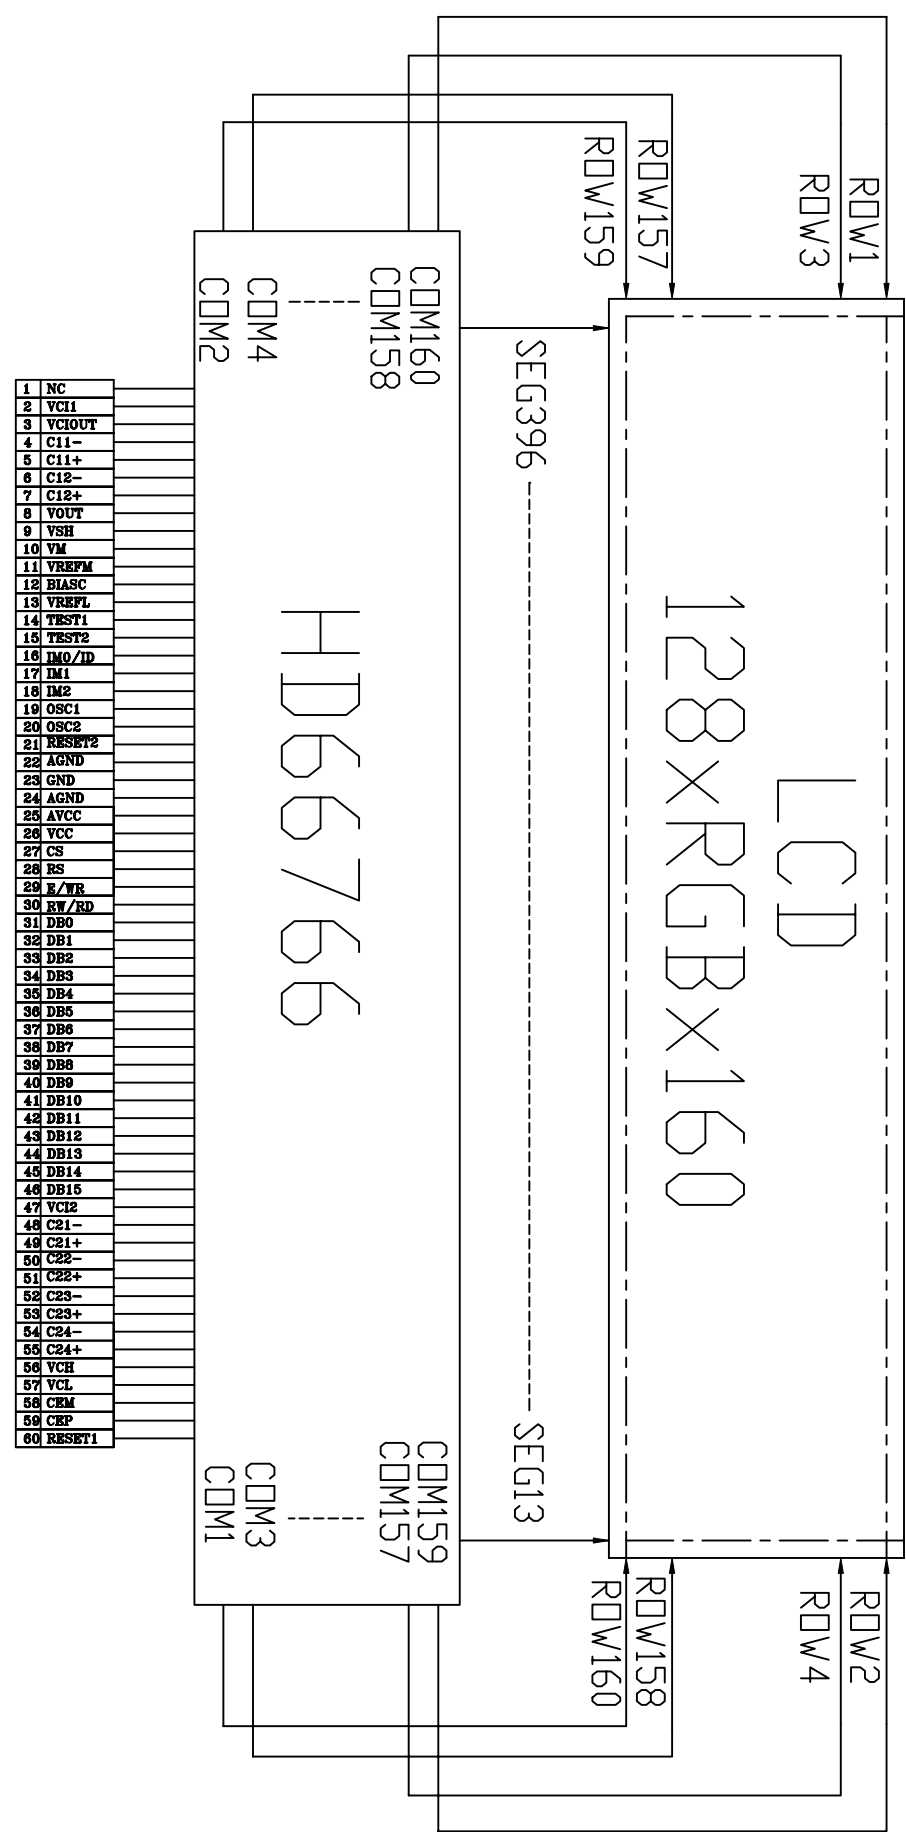 ROW159
ROW157
ROW3
ROW1
COM2
COM4
COM158
COM160
SEG396
1 NC
2 VCI1
3 VCIOUT
4 C11-
5 C11+
6 C12-
7 C12+
8 VOUT
9 VSH
10 VM
11 VREFM
12 BIASC
13 VREFL
14 TEST1
15 TEST2
16 IM0/ID
17 IM1
18 IM2
19 OSC1
20 OSC2
21 RESET2
22 AGND
23 GND
24 AGND
25 AVCC
26 VCC
27 CS
28 RS
29 E/WR
30 RW/RD
31 DB0
32 DB1
33 DB2
34 DB3
35 DB4
36 DB5
37 DB6
38 DB7
39 DB8
40 DB9
41 DB10
42 DB11
43 DB12
44 DB13
45 DB14
46 DB15
47 VCI2
48 C21-
49 C21+
50 C22-
51 C22+
52 C23-
53 C23+
54 C24-
55 C24+
56 VCH
57 VCL
58 CEM
59 CEP
60 RESET1
HD66766
LCD
128XRGBX160
SEG13
COM1
COM3
COM157
COM159
ROW160
ROW158
ROW4
ROW2